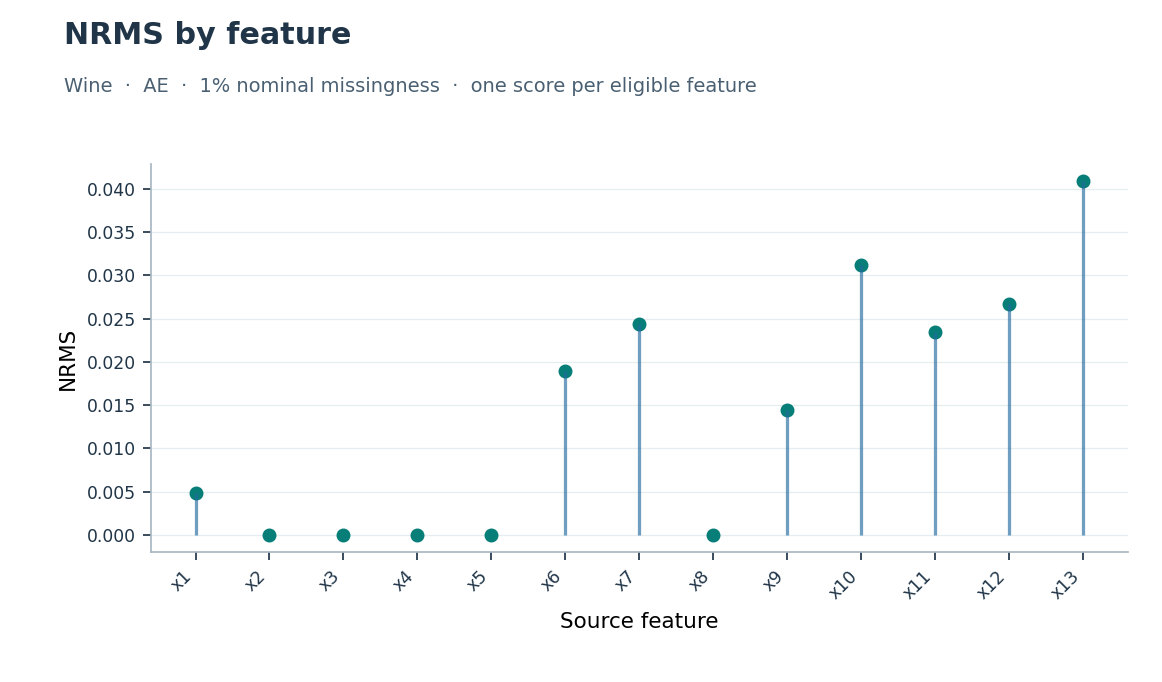 NRMS by feature
Wine · AE · 1% nominal missingness · one score per eligible feature
0.040
0.035
0.030
0.025
0.020
0.015
0.010
0.005
0.000
NRMS
x1 x2 x3 x4 x5 x6 x7 x8 x9 x10 x11 x12 x13
Source feature